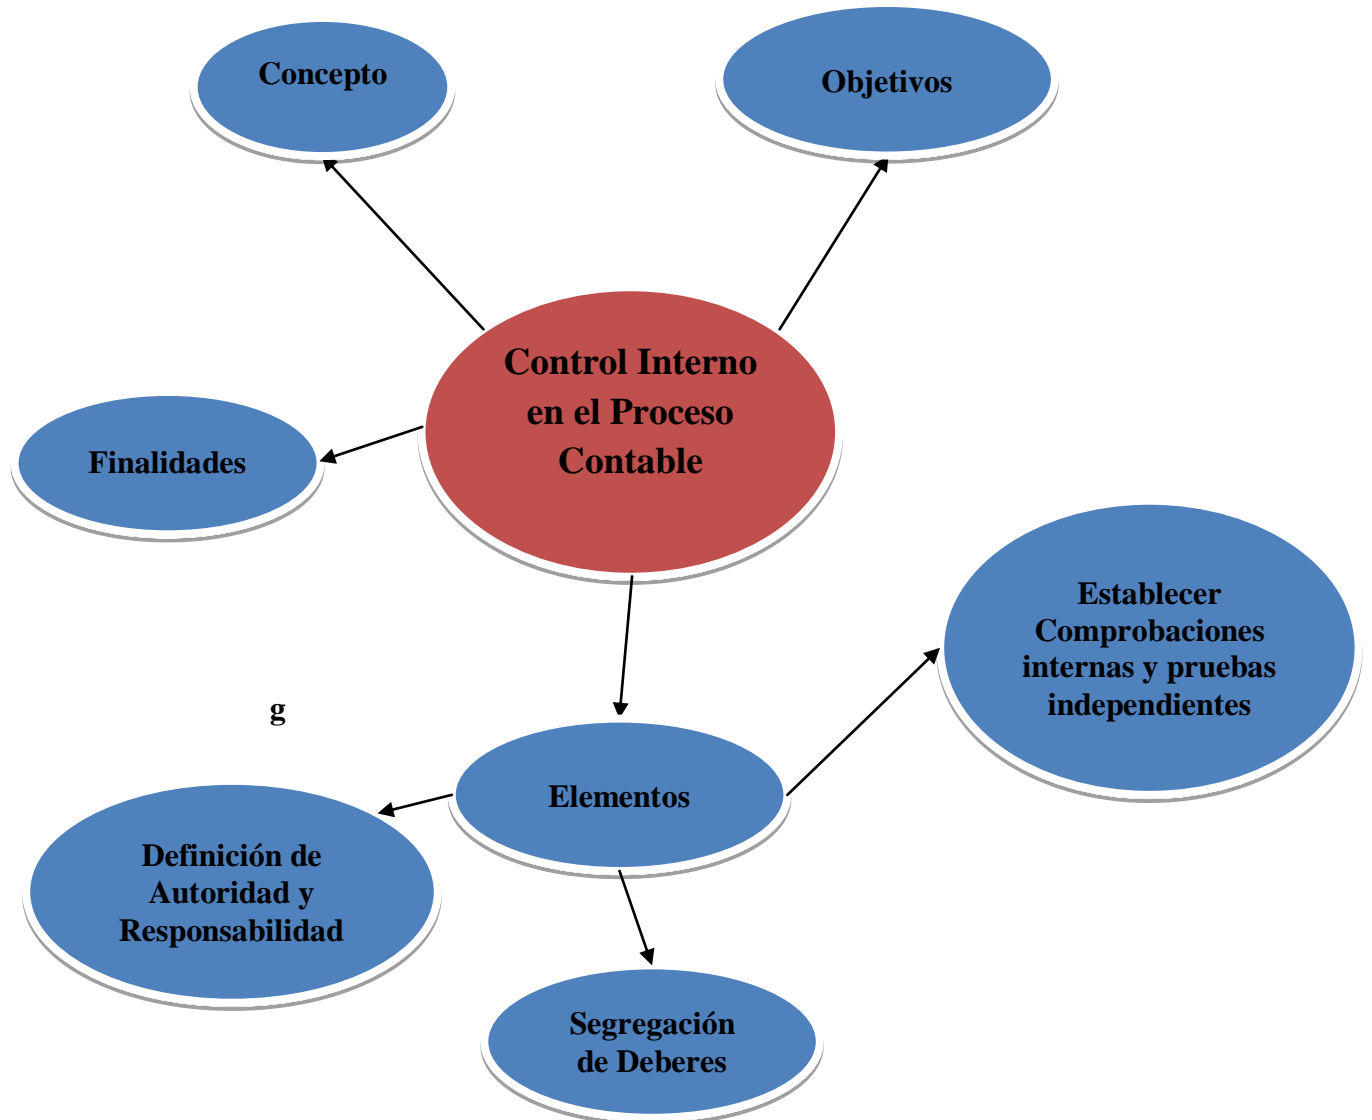 Concepto
Objetivos
Control Interno
en el Proceso
Contable
Finalidades
Establecer
Comprobaciones
internas y pruebas
independientes
g
Elementos
Definición de
Autoridad y
Responsabilidad
Segregación
de Deberes